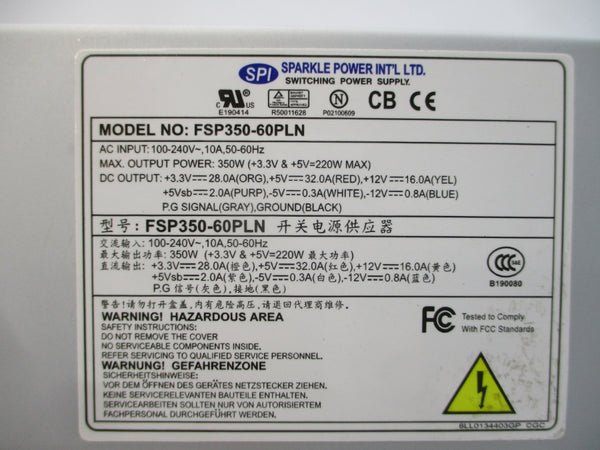 SPI SPARKLE POWER INT'L LTD.
SWITCHING POWER SUPPLY.
E190414 R50011628 P02100609
CB CE
MODEL NO: FSP350-60PLN
AC INPUT: 100-240V~,10A,50-60Hz
MAX. OUTPUT POWER: 350W (+3.3V & +5V=220W MAX)
DC OUTPUT: +3.3V⎓28.0A(ORG),+5V⎓32.0A(RED),+12V⎓16.0A(YEL)
+5Vsb⎓2.0A(PURP),-5V⎓0.3A(WHITE),-12V⎓0.8A(BLUE)
P.G SIGNAL(GRAY),GROUND(BLACK)
型号: FSP350-60PLN 开关电源供应器
交流输入: 100-240V~,10A,50-60Hz
最大输出功率: 350W (+3.3V & +5V=220W 最大功率)
直流输出: +3.3V⎓28.0A(橙色),+5V⎓32.0A(红色),+12V⎓16.0A(黄色)
+5Vsb⎓2.0A(紫色),-5V⎓0.3A(白色),-12V⎓0.8A(蓝色)
P.G 信号(灰色),接地(黑色)
B190080
警告!请勿打开盒盖,内有危险高压,请退回代理商维修.
WARNING! HAZARDOUS AREA
SAFETY INSTRUCTIONS:
DO NOT REMOVE THE COVER
NO SERVICEABLE COMPONENTS INSIDE.
REFER SERVICING TO QUALIFIED SERVICE PERSONNEL.
FC Tested to Comply
With FCC Standards
WARNUNG! GEFAHRENZONE
SICHERHEITSHINWEISE:
VOR DEM ÖFFNEN DES GERÄTES NETZSTECKER ZIEHEN.
KEINE SERVICERELEVANTEN BAUTEILE ENTHALTEN.
SERVICEARBEITEN SOLLTEN NUR VON AUTORISIERTEM
FACHPERSONAL DURCHGEFÜHRT WERDEN.
6LL0134403GP CGC